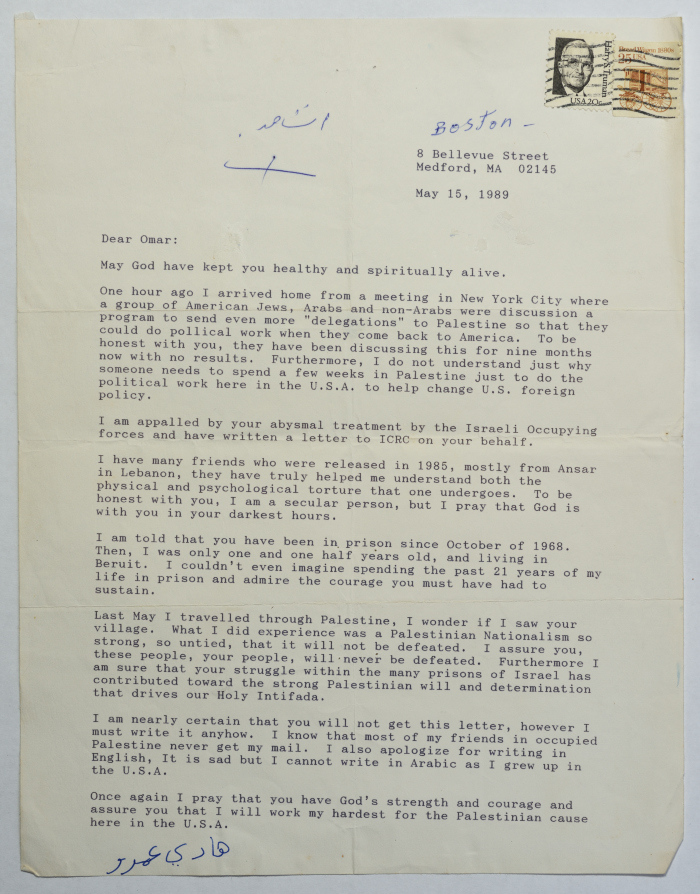 Harry S. Truman
USA 20c
Bread Wagon 1880s
25 USA
BOSTON -
8 Bellevue Street
Medford, MA 02145
May 15, 1989
Dear Omar:
May God have kept you healthy and spiritually alive.
One hour ago I arrived home from a meeting in New York City where
a group of American Jews, Arabs and non-Arabs were discussion a
program to send even more "delegations" to Palestine so that they
could do pollical work when they come back to America. To be
honest with you, they have been discussing this for nine months
now with no results. Furthermore, I do not understand just why
someone needs to spend a few weeks in Palestine just to do the
political work here in the U.S.A. to help change U.S. foreign
policy.
I am appalled by your abysmal treatment by the Israeli Occupying
forces and have written a letter to ICRC on your behalf.
I have many friends who were released in 1985, mostly from Ansar
in Lebanon, they have truly helped me understand both the
physical and psychological torture that one undergoes. To be
honest with you, I am a secular person, but I pray that God is
with you in your darkest hours.
I am told that you have been in prison since October of 1968.
Then, I was only one and one half years old, and living in
Beruit. I couldn't even imagine spending the past 21 years of my
life in prison and admire the courage you must have had to
sustain.
Last May I travelled through Palestine, I wonder if I saw your
village. What I did experience was a Palestinian Nationalism so
strong, so untied, that it will not be defeated. I assure you,
these people, your people, will never be defeated. Furthermore I
am sure that your struggle within the many prisons of Israel has
contributed toward the strong Palestinian will and determination
that drives our Holy Intifada.
I am nearly certain that you will not get this letter, however I
must write it anyhow. I know that most of my friends in occupied
Palestine never get my mail. I also apologize for writing in
English, It is sad but I cannot write in Arabic as I grew up in
the U.S.A.
Once again I pray that you have God's strength and courage and
assure you that I will work my hardest for the Palestinian cause
here in the U.S.A.
هادي عمرو